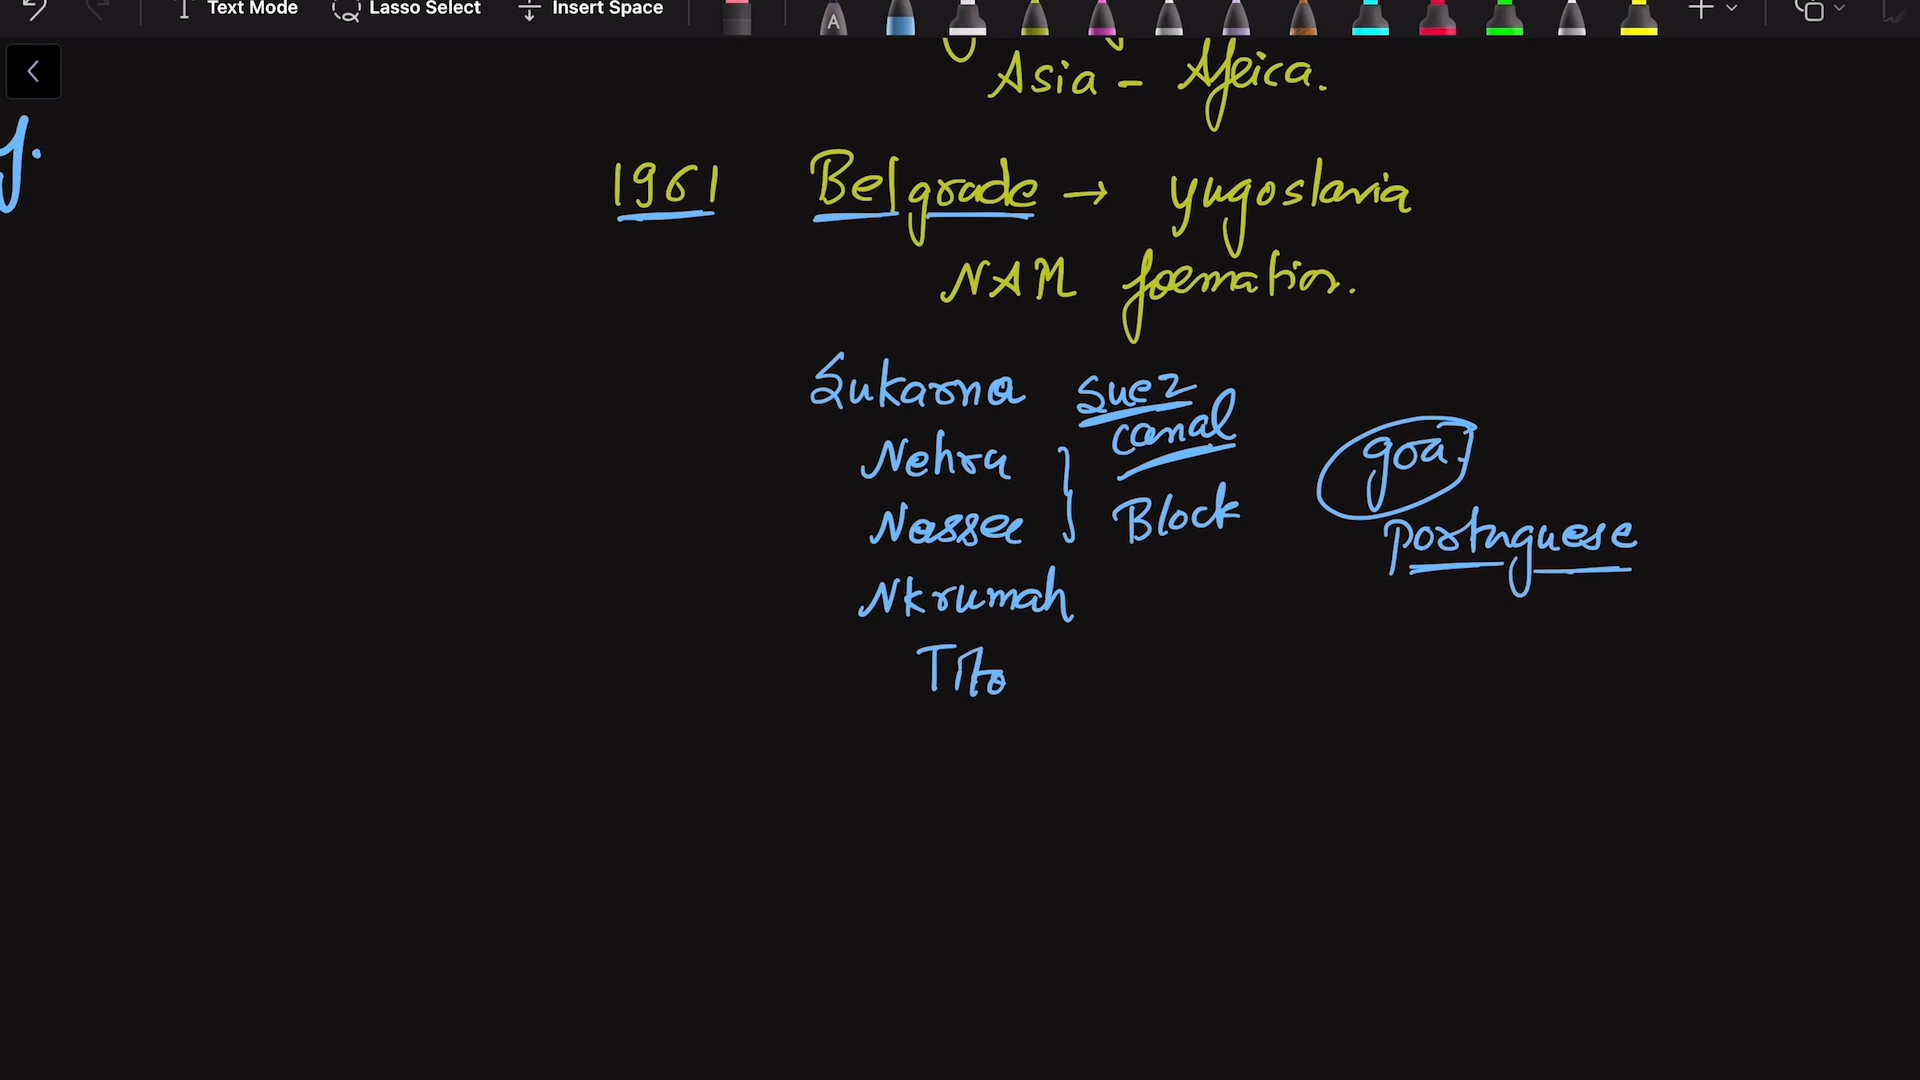 Text Mode Lasso Select Insert Space
A
Asia - Africa.
y.
1961 Belgrade → yugoslavia
NAM formation.
Sukarno suez
canal
Nehru
goa
Nasser Block
Portuguese
Nkrumah
Tito